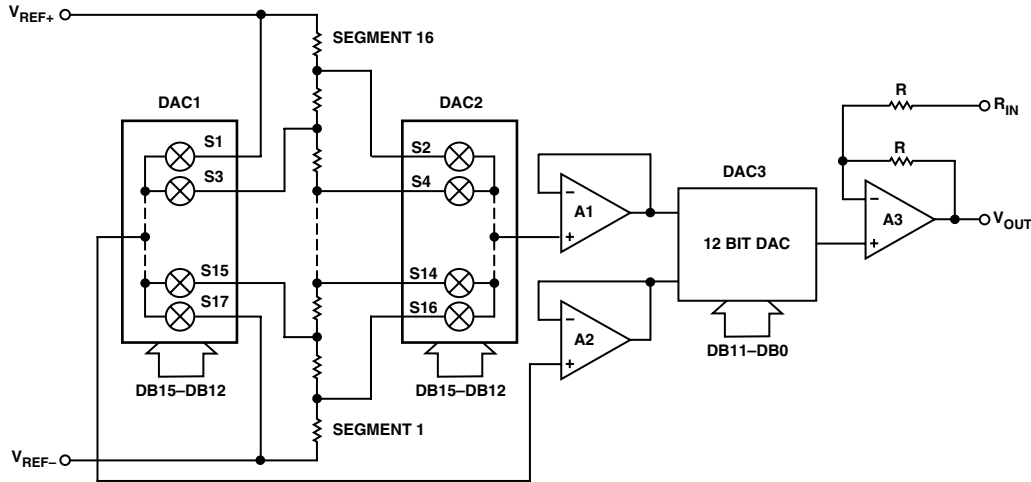 VREF+
SEGMENT 16
DAC1
DAC2
R
RIN
S1
S2
DAC3
R
S3
S4
–
A1
+
–
A3
+
VOUT
12 BIT DAC
S15
S14
S17
S16
–
A2
+
DB11–DB0
DB15–DB12
DB15–DB12
SEGMENT 1
VREF–